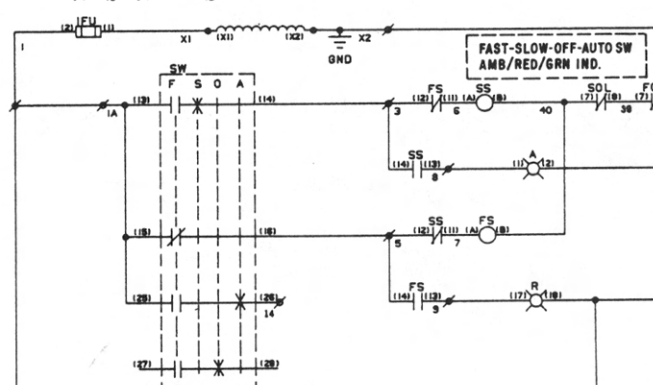 (2) 1FU (1)
1
X1 (X1) (X2) X2
GND
FAST-SLOW-OFF-AUTO SW
AMB/RED/GRN IND.
SW
F S O A
1A (13) (14) 3 (12) FS (11) 6 (A) SS (B) 40 (7) SOL (8) 38 (7)
(14) SS (13) 8 (1) A (2)
(15) (16) 5 (12) SS (11) 7 (A) FS (B)
(25) (26) 14
(14) FS (13) 9 (17) R (18)
(27) (28)